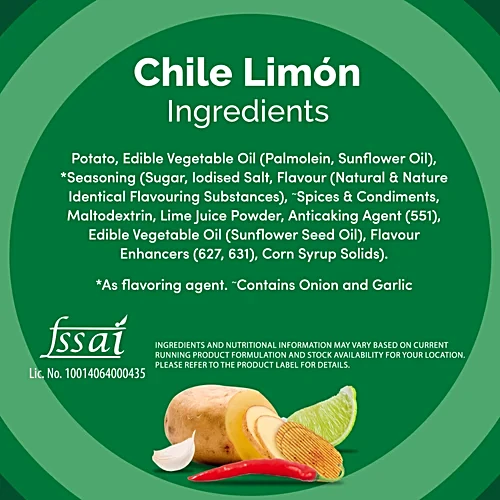 Chile Limón
Ingredients
Potato, Edible Vegetable Oil (Palmolein, Sunflower Oil),
*Seasoning (Sugar, Iodised Salt, Flavour (Natural & Nature
Identical Flavouring Substances), ~Spices & Condiments,
Maltodextrin, Lime Juice Powder, Anticaking Agent (551),
Edible Vegetable Oil (Sunflower Seed Oil), Flavour
Enhancers (627, 631), Corn Syrup Solids).
*As flavoring agent. ~Contains Onion and Garlic
fssai
Lic. No. 10014064000435
INGREDIENTS AND NUTRITIONAL INFORMATION MAY VARY BASED ON CURRENT
RUNNING PRODUCT FORMULATION AND STOCK AVAILABILITY FOR YOUR LOCATION.
PLEASE REFER TO THE PRODUCT LABEL FOR DETAILS.